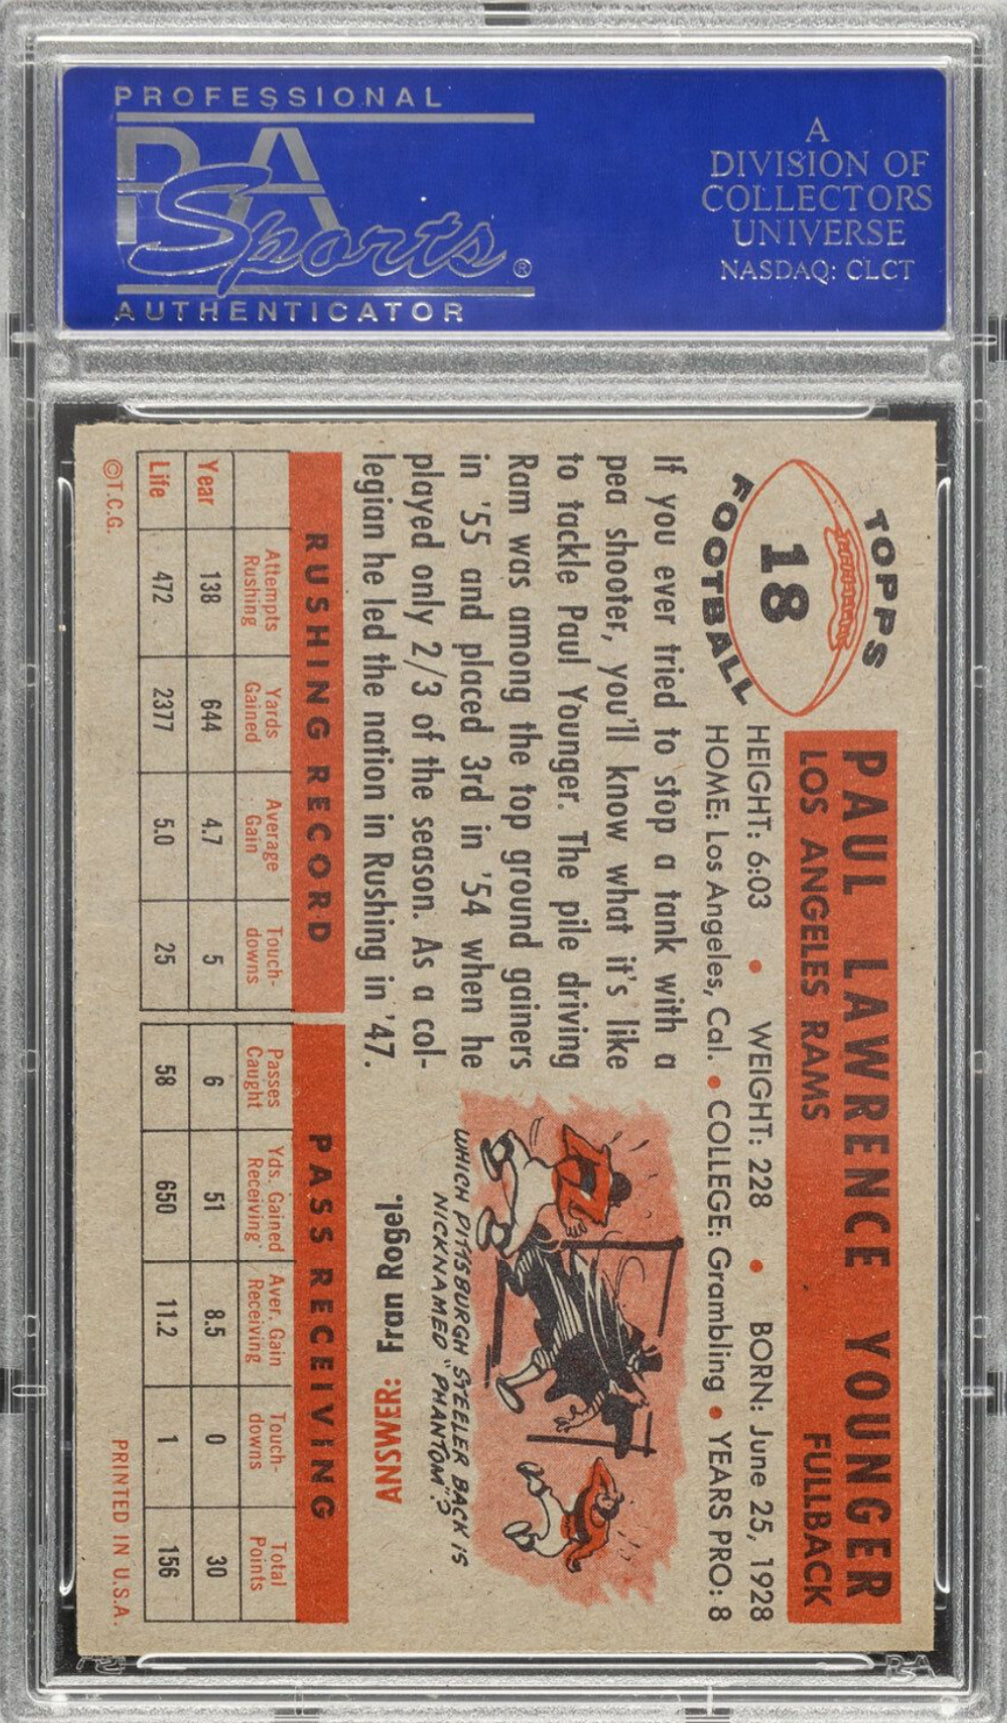 PROFESSIONAL
PSA
Sports®
AUTHENTICATOR
A
DIVISION OF
COLLECTORS
UNIVERSE
NASDAQ: CLCT
TOPPS
18
FOOTBALL
PAUL LAWRENCE YOUNGER
LOS ANGELES RAMS FULLBACK
HEIGHT: 6:03 • WEIGHT: 228 • BORN: June 25, 1928
HOME: Los Angeles, Cal. • COLLEGE: Grambling • YEARS PRO: 8
If you ever tried to stop a tank with a
pea shooter, you'll know what it's like
to tackle Paul Younger. The pile driving
Ram was among the top ground gainers
in '55 and placed 3rd in '54 when he
played only 2/3 of the season. As a col-
legian he led the nation in Rushing in '47.
WHICH PITTSBURGH STEELER BACK IS
NICKNAMED "PHANTOM"?
ANSWER: Fran Rogel.
RUSHING RECORD PASS RECEIVING
Attempts Rushing Yards Gained Average Gain Touch-downs Passes Caught Yds. Gained Receiving Aver. Gain Receiving Touch-downs Total Points
Year 138 644 4.7 5 6 51 8.5 0 30
Life 472 2377 5.0 25 58 650 11.2 1 156
©T.C.G. PRINTED IN U.S.A.
PSA